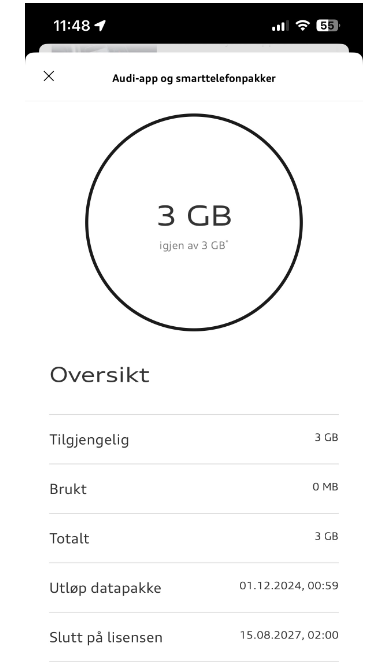 11:48
55
Audi-app og smarttelefonpakker
3 GB
igjen av 3 GB*
Oversikt
Tilgjengelig 3 GB
Brukt 0 MB
Totalt 3 GB
Utløp datapakke 01.12.2024, 00:59
Slutt på lisensen 15.08.2027, 02:00